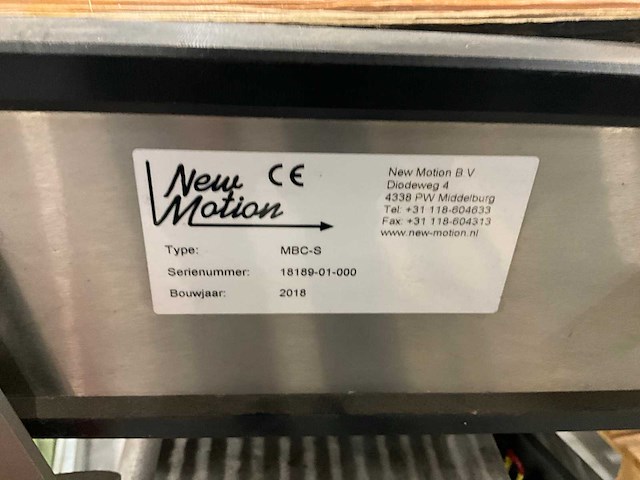 New Motion
CE
New Motion B.V
Diodeweg 4
4338 PW Middelburg
Tel: +31 118-604633
Fax: +31 118-604313
www.new-motion.nl
Type: MBC-S
Serienummer: 18189-01-000
Bouwjaar: 2018